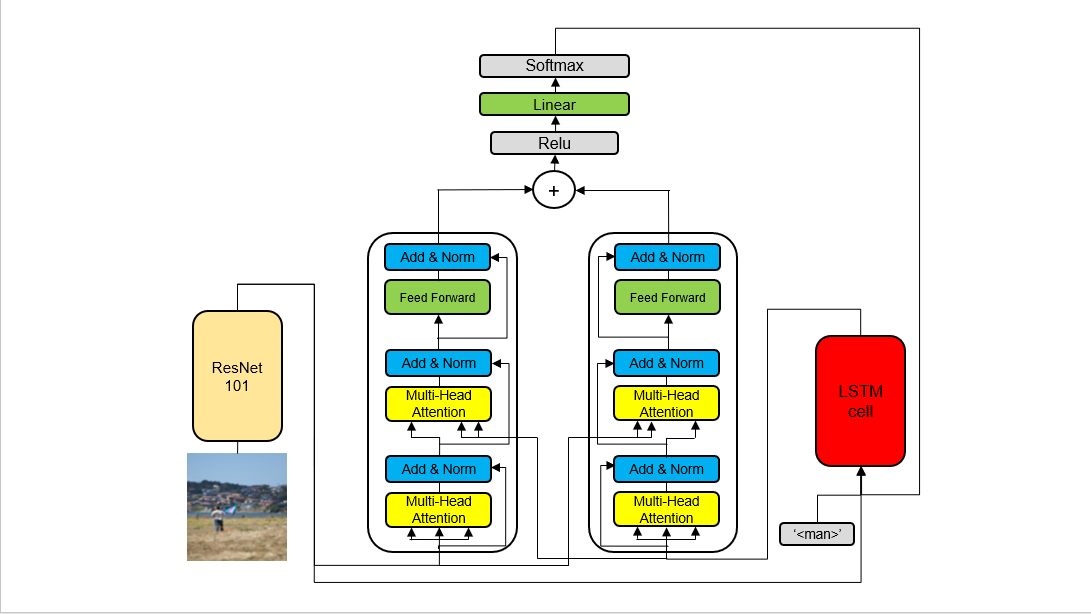 Softmax
Linear
Relu
+
Add & Norm
Feed Forward
Add & Norm
Multi-Head
Attention
Add & Norm
Multi-Head
Attention
Add & Norm
Feed Forward
Add & Norm
Multi-Head
Attention
Add & Norm
Multi-Head
Attention
ResNet
101
LSTM
cell
‘<man>’